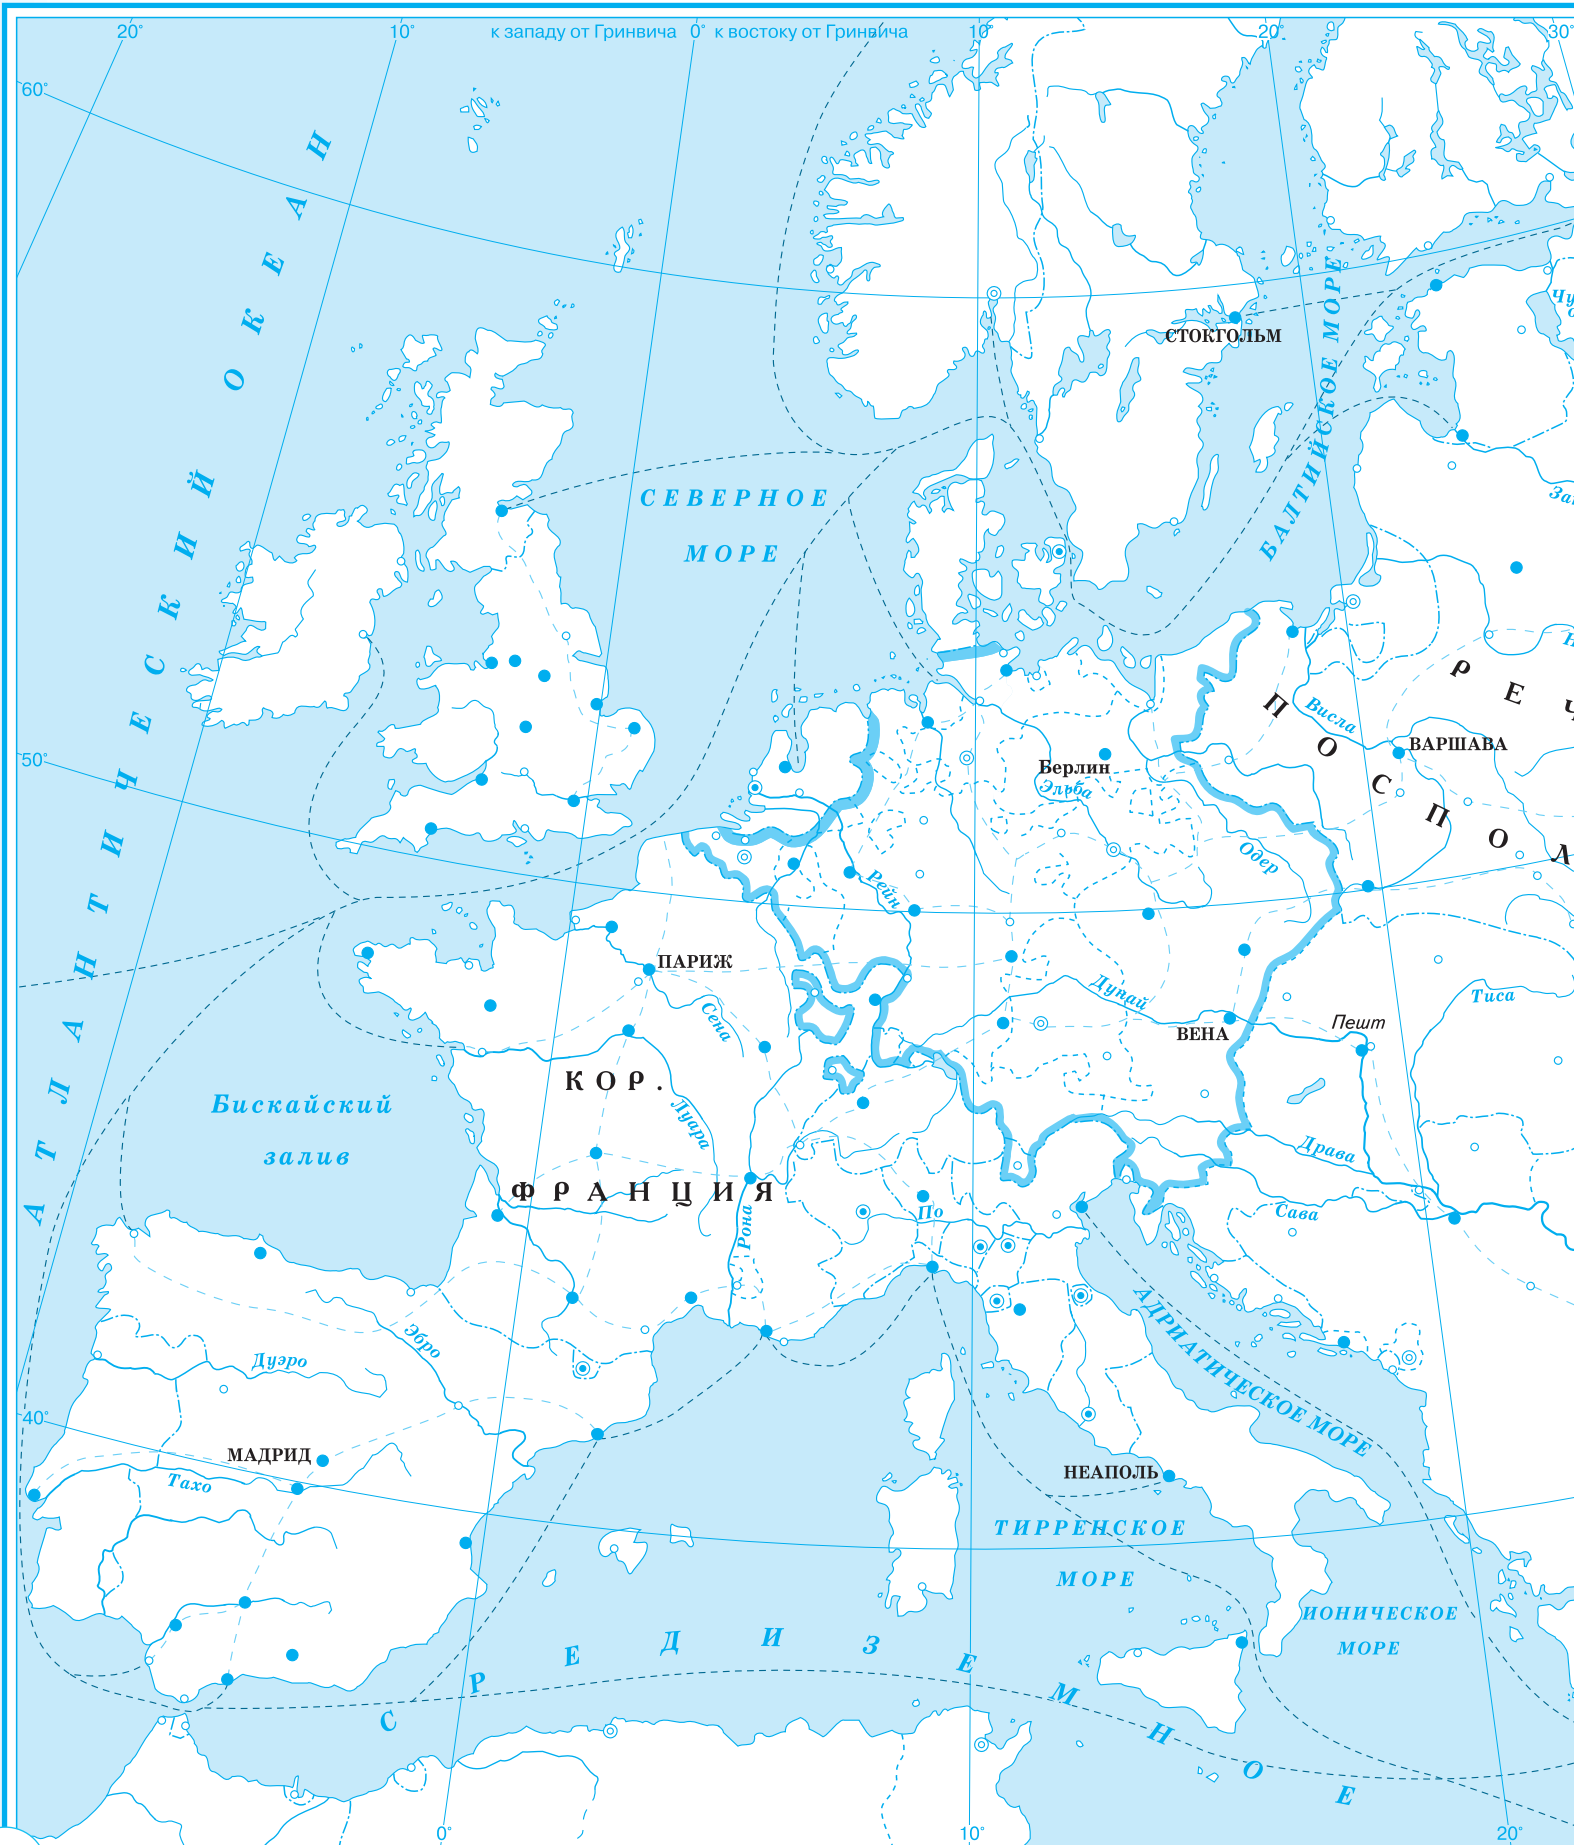 20°
10°
к западу от Гринвича
0°
к востоку от Гринвича
10°
20°
30°
60°
АТЛАНТИЧЕСКИЙ ОКЕАН
СТОКГОЛЬМ
БАЛТИЙСКОЕ МОРЕ
СЕВЕРНОЕ
МОРЕ
РЕЧ
ПОСПОЛ
Висла
ВАРШАВА
50°
Берлин
Эльба
Одер
Рейн
ПАРИЖ
Сена
Дунай
ВЕНА
Пешт
Тиса
КОР.
ФРАНЦИЯ
Луара
Бискайский
залив
Драва
Сава
По
Рона
Эбро
Дуэро
АДРИАТИЧЕСКОЕ МОРЕ
40°
МАДРИД
Тахо
НЕАПОЛЬ
ТИРРЕНСКОЕ
МОРЕ
ИОНИЧЕСКОЕ
МОРЕ
СРЕДИЗЕМНОЕ
0°
10°
20°